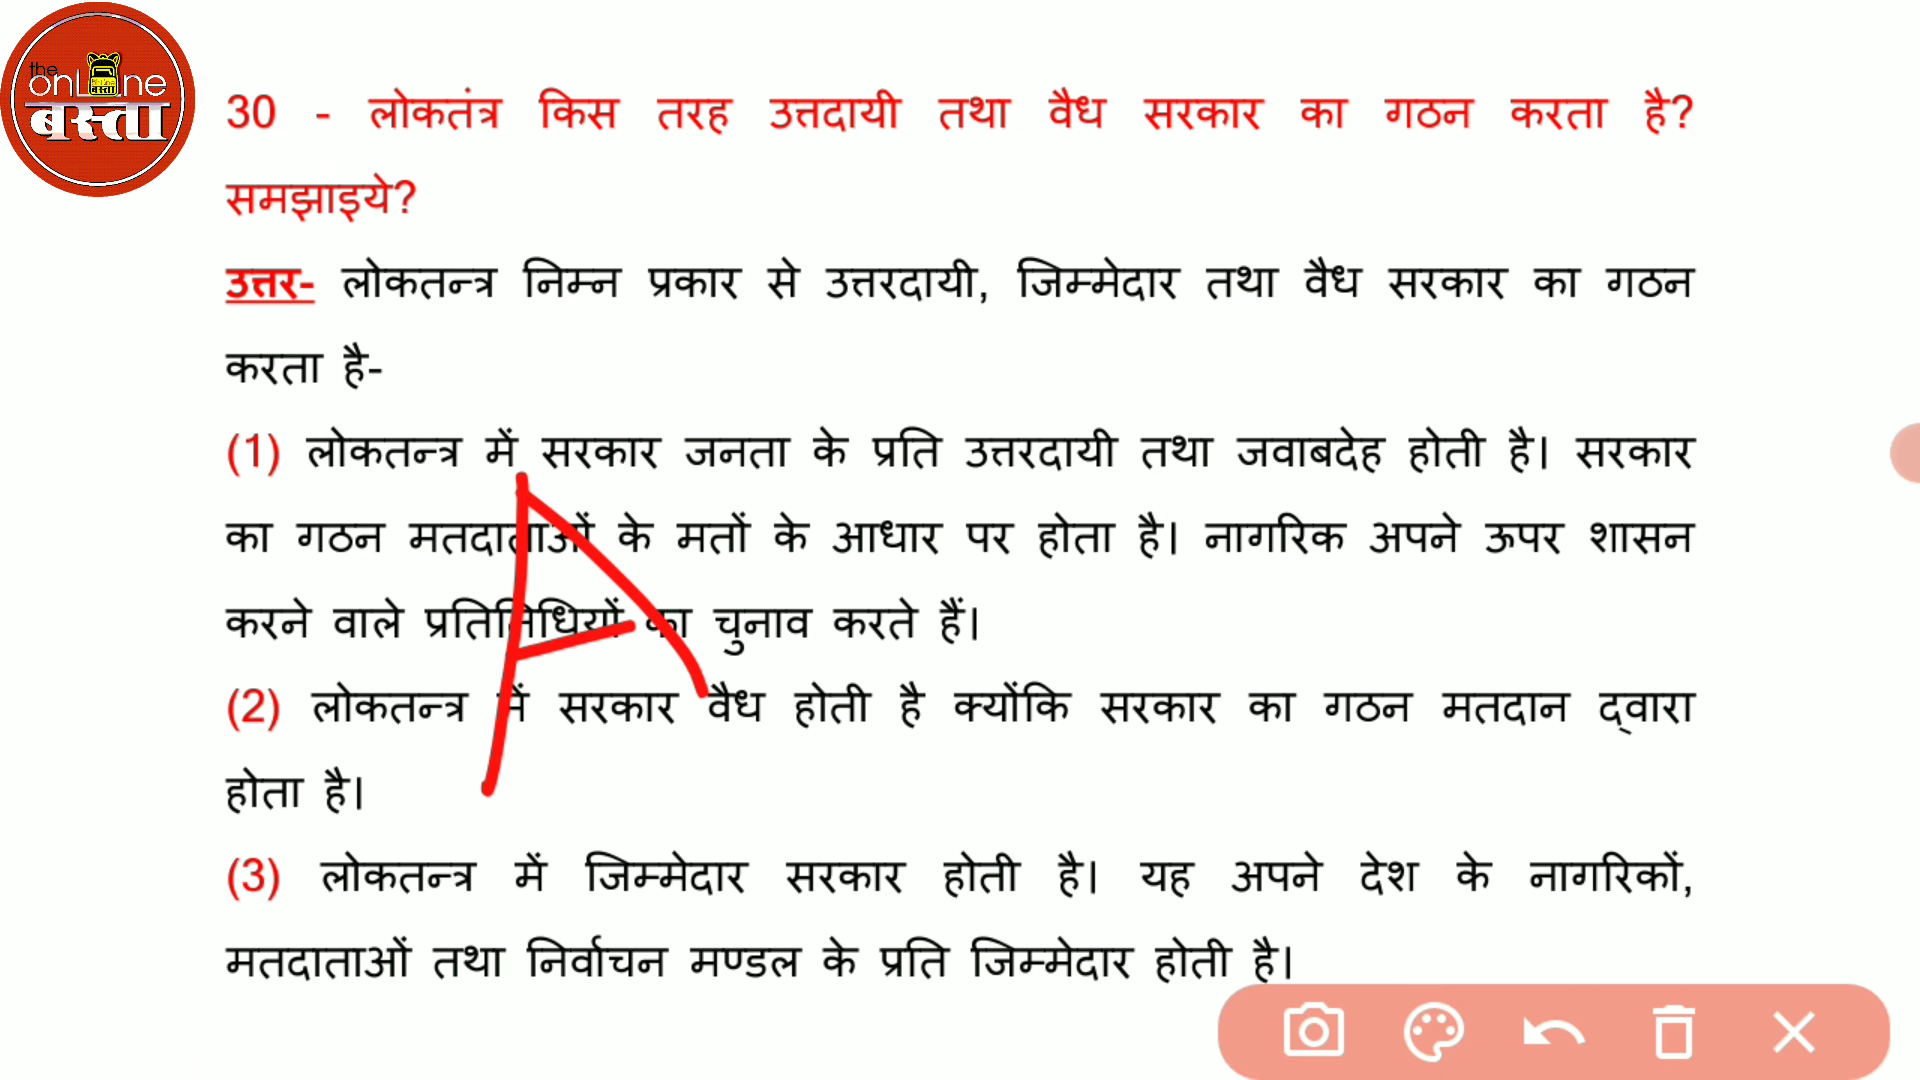 the
onLine
बस्ता
30 - लोकतंत्र किस तरह उत्तदायी तथा वैध सरकार का गठन करता है?
समझाइये?
उत्तर- लोकतन्त्र निम्न प्रकार से उत्तरदायी, जिम्मेदार तथा वैध सरकार का गठन
करता है-
(1) लोकतन्त्र में सरकार जनता के प्रति उत्तरदायी तथा जवाबदेह होती है। सरकार
का गठन मतदाताओं के मतों के आधार पर होता है। नागरिक अपने ऊपर शासन
करने वाले प्रतिनिधियों का चुनाव करते हैं।
(2) लोकतन्त्र में सरकार वैध होती है क्योंकि सरकार का गठन मतदान द्वारा
होता है।
(3) लोकतन्त्र में जिम्मेदार सरकार होती है। यह अपने देश के नागरिकों,
मतदाताओं तथा निर्वाचन मण्डल के प्रति जिम्मेदार होती है।
A